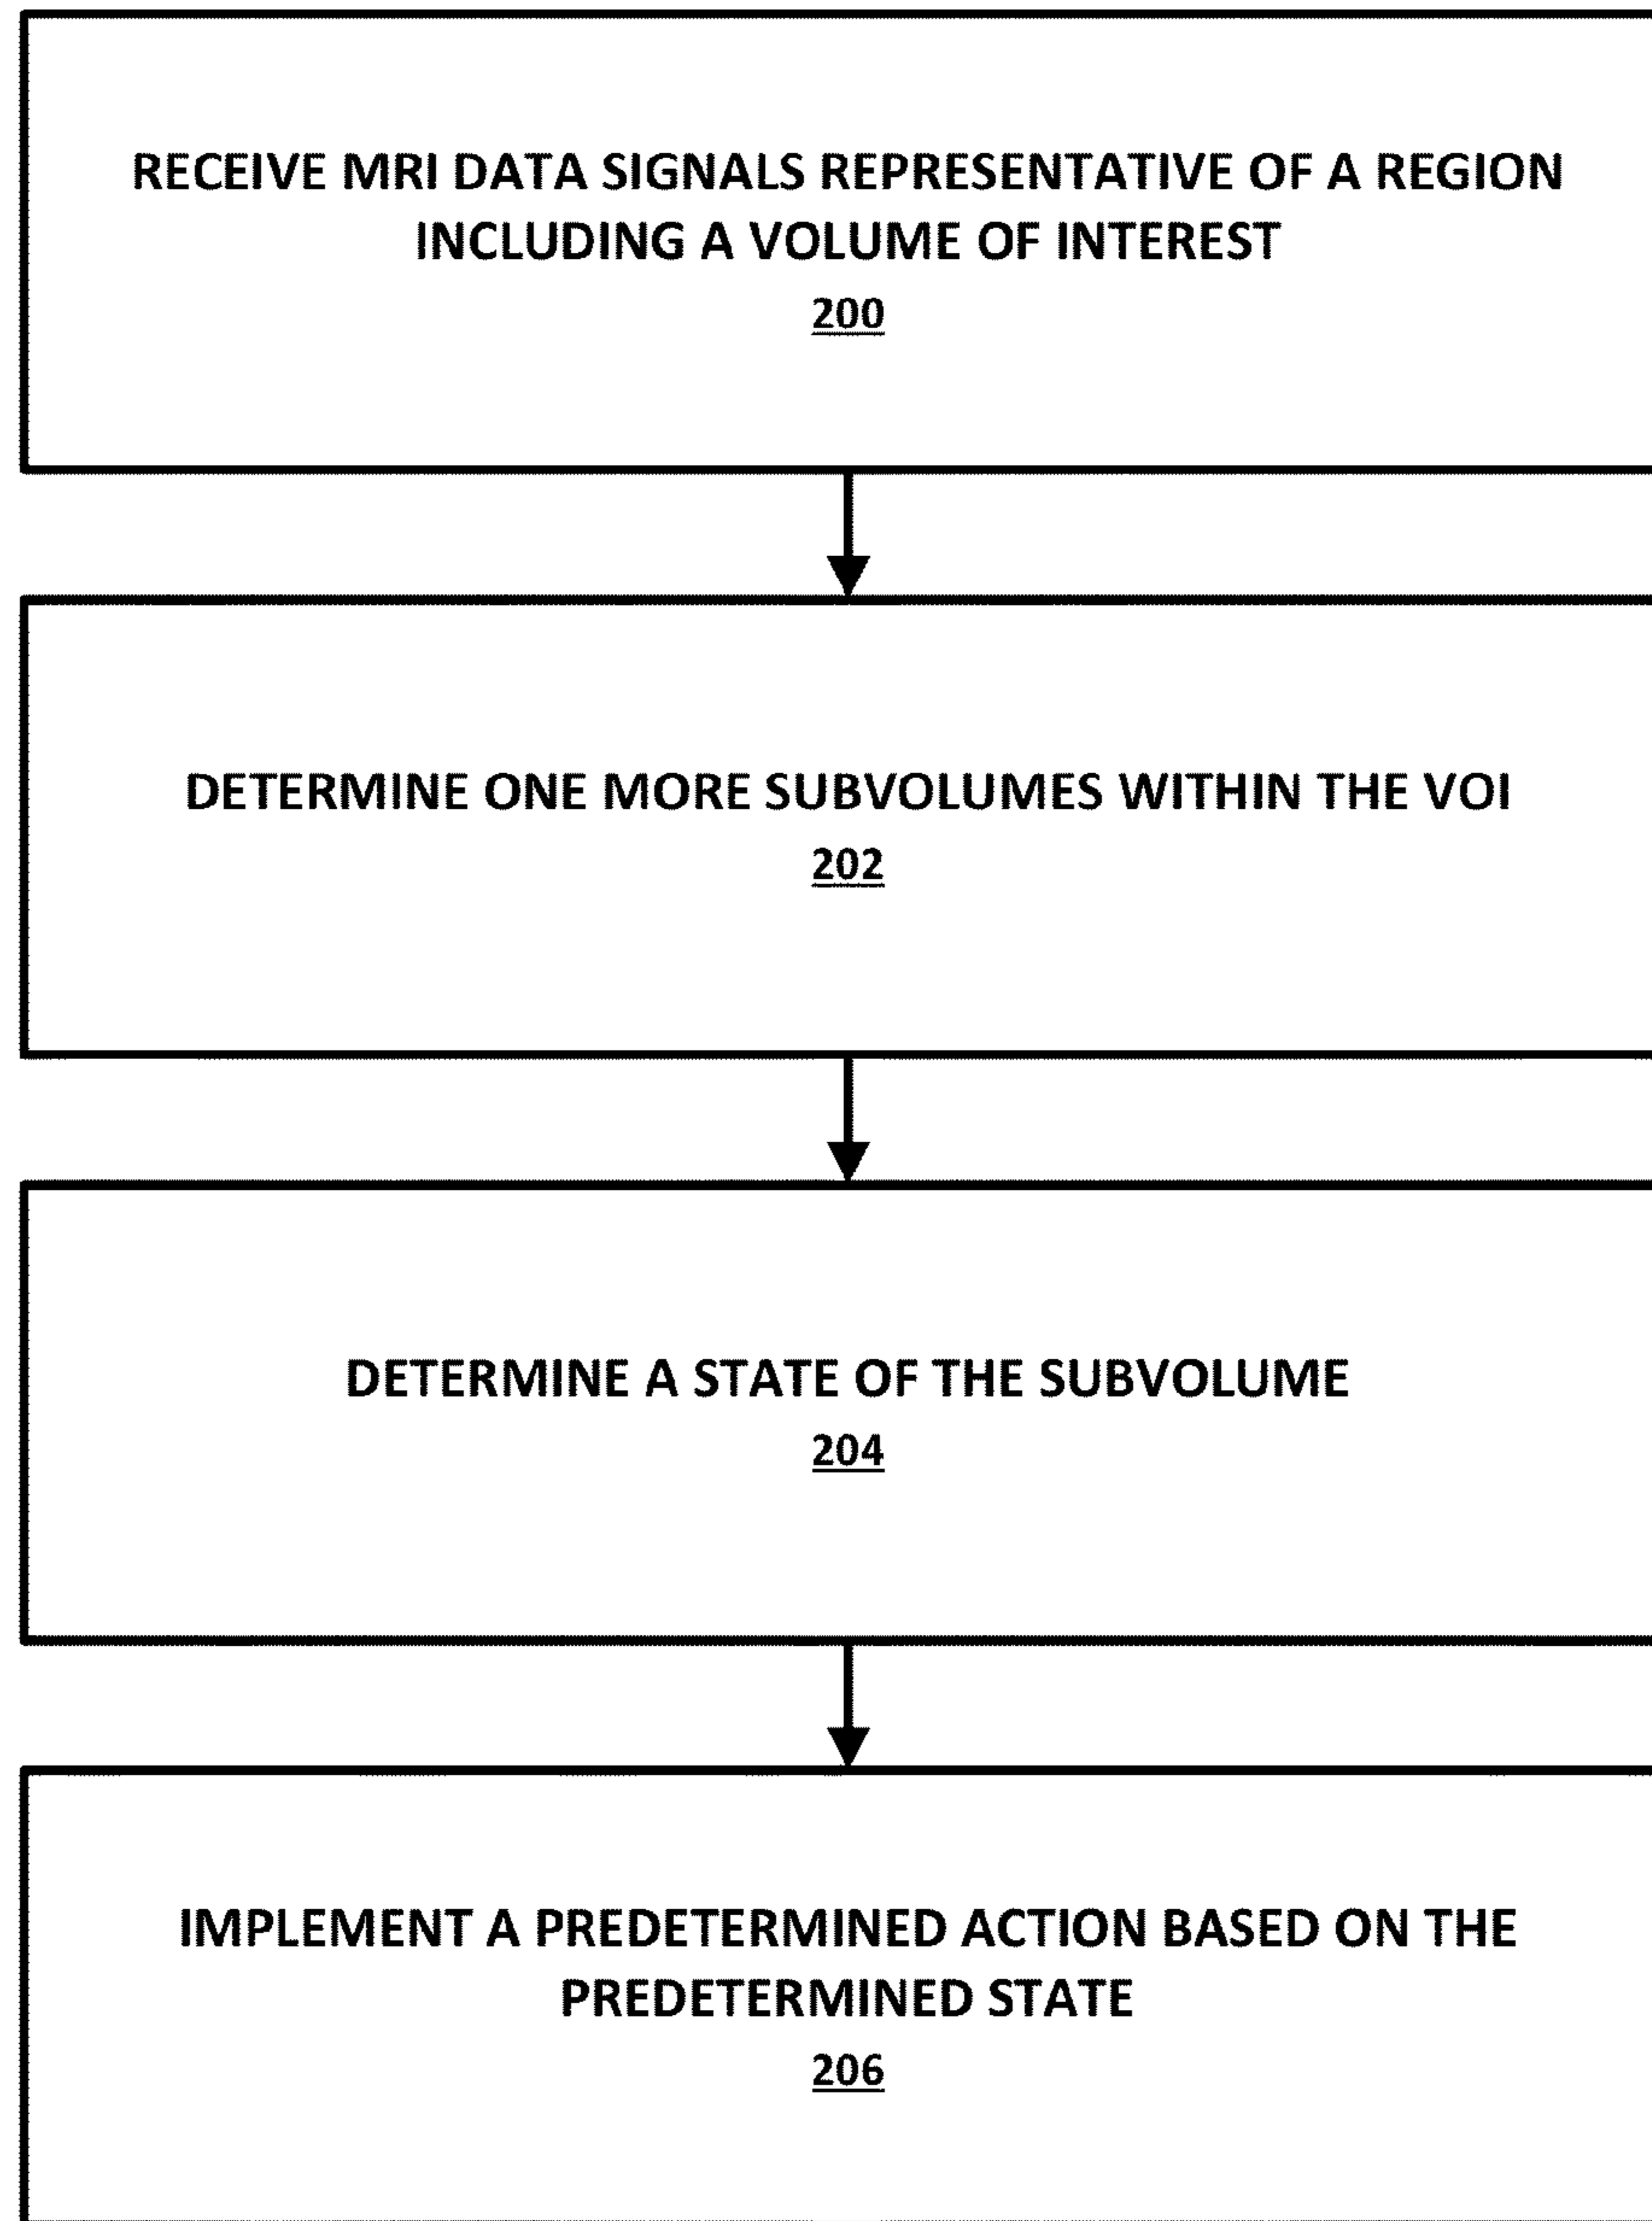 RECEIVE MRI DATA SIGNALS REPRESENTATIVE OF A REGION
INCLUDING A VOLUME OF INTEREST
200
DETERMINE ONE MORE SUBVOLUMES WITHIN THE VOI
202
DETERMINE A STATE OF THE SUBVOLUME
204
IMPLEMENT A PREDETERMINED ACTION BASED ON THE
PREDETERMINED STATE
206